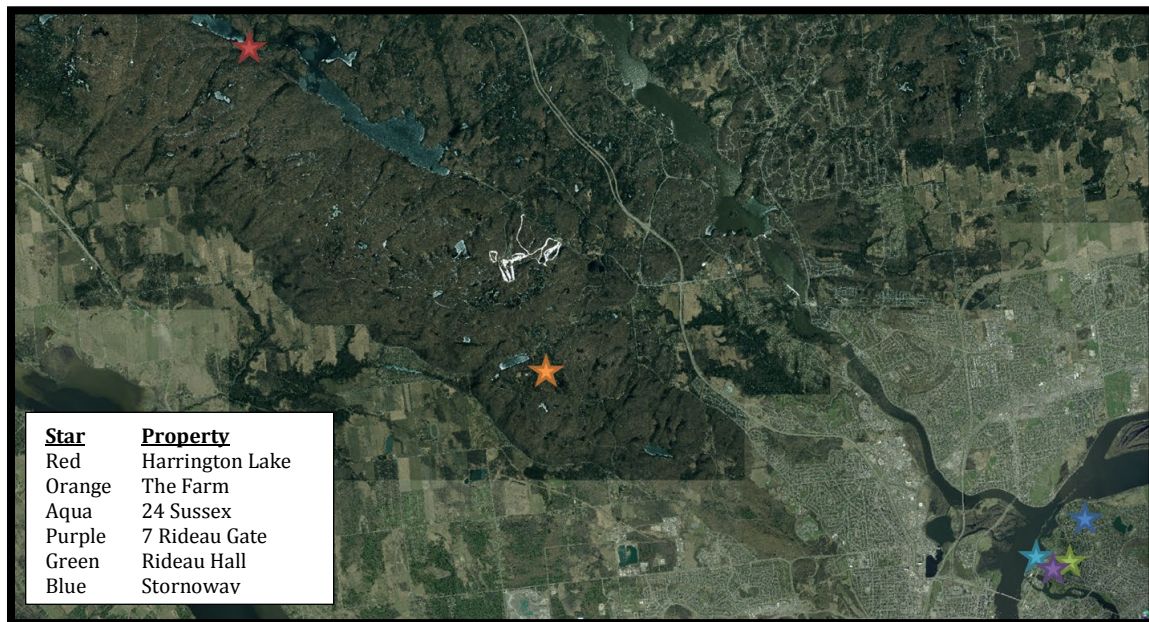 Star Property
Red Harrington Lake
Orange The Farm
Aqua 24 Sussex
Purple 7 Rideau Gate
Green Rideau Hall
Blue Stornoway